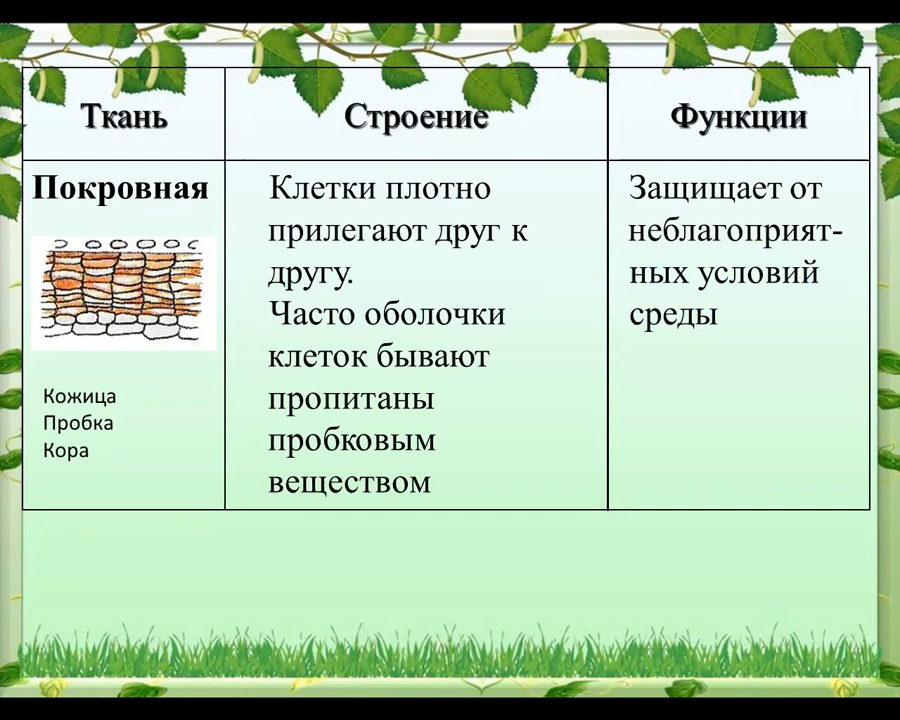 Ткань
Строение
Функции
Покровная
Кожица
Пробка
Кора
Клетки плотно
прилегают друг к
другу.
Часто оболочки
клеток бывают
пропитаны
пробковым
веществом
Защищает от
неблагоприят-
ных условий
среды